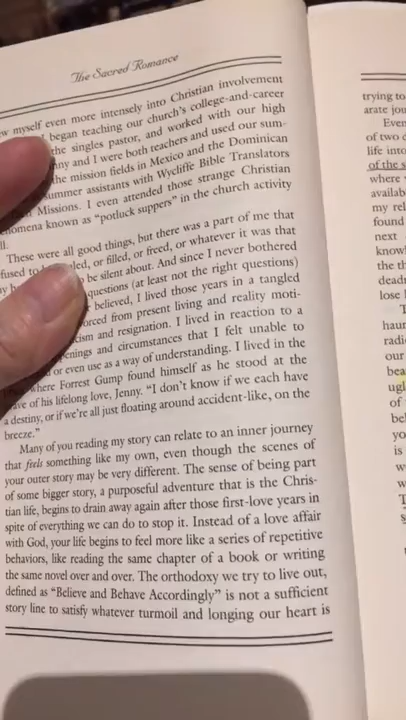 The Sacred Romance
myself even more intensely into Christian involvement
began teaching our church's college-and-career
the singles pastor, and worked with our high
and I were both teachers and used our sum-
the mission fields in Mexico and the Dominican
summer assistants with Wycliffe Bible Translators
Missions. I even attended those strange Christian
known as "potluck suppers" in the church activity
These were all good things, but there was a part of me that
or filled, or freed, or whatever it was that
be silent about. And since I never bothered
questions (at least not the right questions)
believed, I lived those years in a tangled
from present living and reality moti-
and resignation. I lived in reaction to a
and circumstances that I felt unable to
or even use as a way of understanding. I lived in the
where Forrest Gump found himself as he stood at the
of his lifelong love, Jenny. "I don't know if we each have
a destiny, or if we're all just floating around accident-like, on the
breeze."
Many of you reading my story can relate to an inner journey
that feels something like my own, even though the scenes of
your outer story may be very different. The sense of being part
of some bigger story, a purposeful adventure that is the Chris-
tian life, begins to drain away again after those first-love years in
spite of everything we can do to stop it. Instead of a love affair
with God, your life begins to feel more like a series of repetitive
behaviors, like reading the same chapter of a book or writing
the same novel over and over. The orthodoxy we try to live out,
defined as "Believe and Behave Accordingly" is not a sufficient
story line to satisfy whatever turmoil and longing our heart is
trying to
arate jou
Even
of two
life into
of the s
where
availab
my rel
found
next
know
the th
deadn
lose
haun
radi
our
bea
ugl
of
bel
yo
is